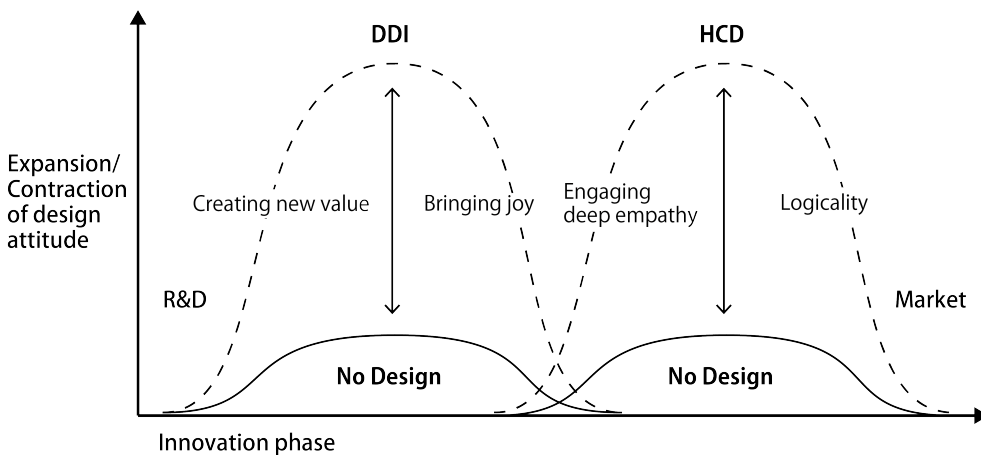 DDI
HCD
Expansion/
Contraction
of design
attitude
Creating new value
Bringing joy
Engaging
deep empathy
Logicality
R&D
Market
No Design
No Design
Innovation phase